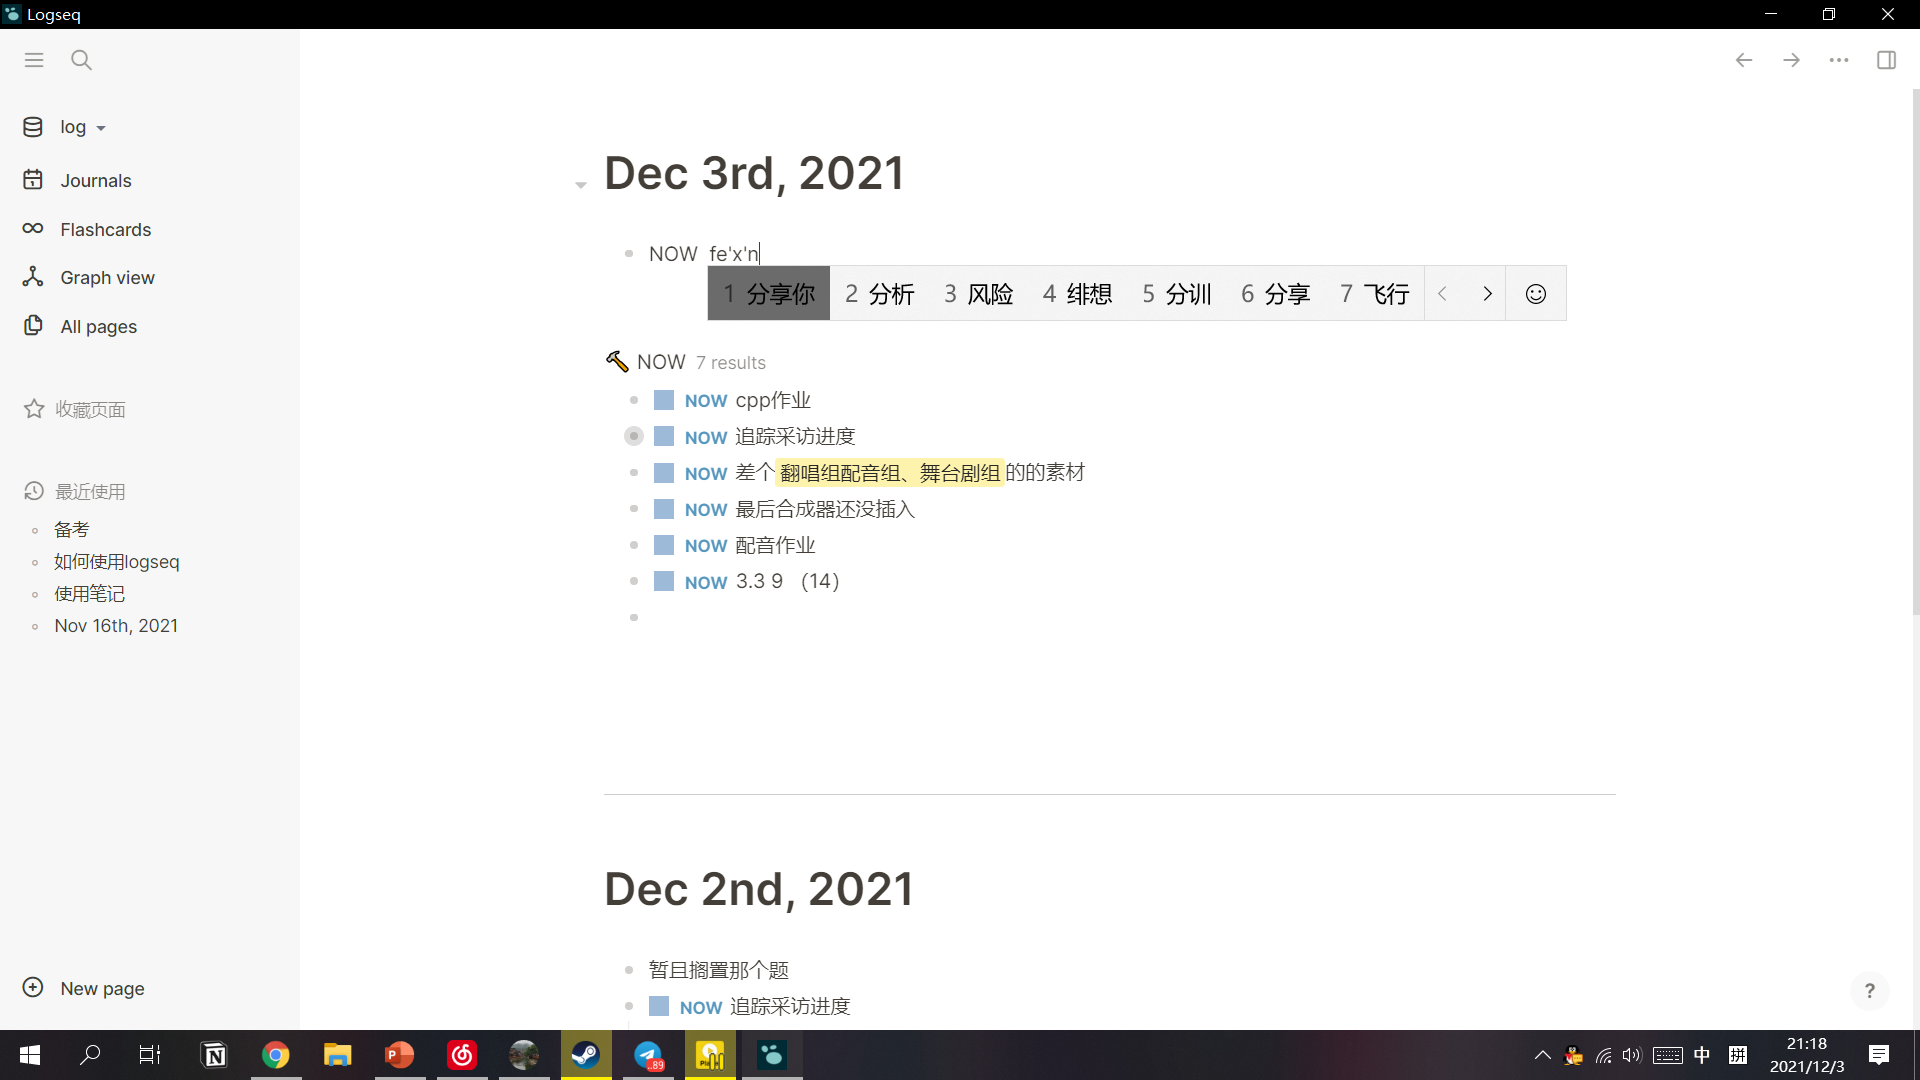 Logseq
log
Journals
Flashcards
Graph view
All pages
收藏页面
最近使用
备考
如何使用logseq
使用笔记
Nov 16th, 2021
New page
Dec 3rd, 2021
NOW fe'x'n
1 分享你 2 分析 3 风险 4 绯想 5 分训 6 分享 7 飞行
NOW 7 results
NOW cpp作业
NOW 追踪采访进度
NOW 差个 翻唱组配音组、舞台剧组 的的素材
NOW 最后合成器还没插入
NOW 配音作业
NOW 3.3 9 （14）
Dec 2nd, 2021
暂且搁置那个题
NOW 追踪采访进度
?
89
中
拼
21:18
2021/12/3